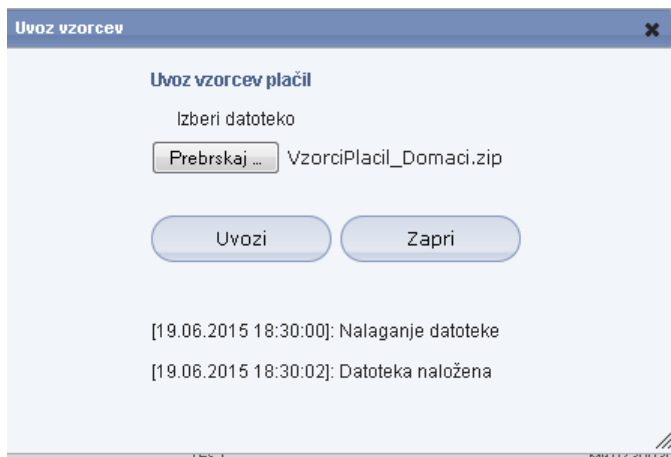 Uvoz vzorcev
Uvoz vzorcev plačil
Izberi datoteko
Prebrskaj ... VzorciPlacil_Domaci.zip
Uvozi Zapri
[19.06.2015 18:30:00]: Nalaganje datoteke
[19.06.2015 18:30:02]: Datoteka naložena